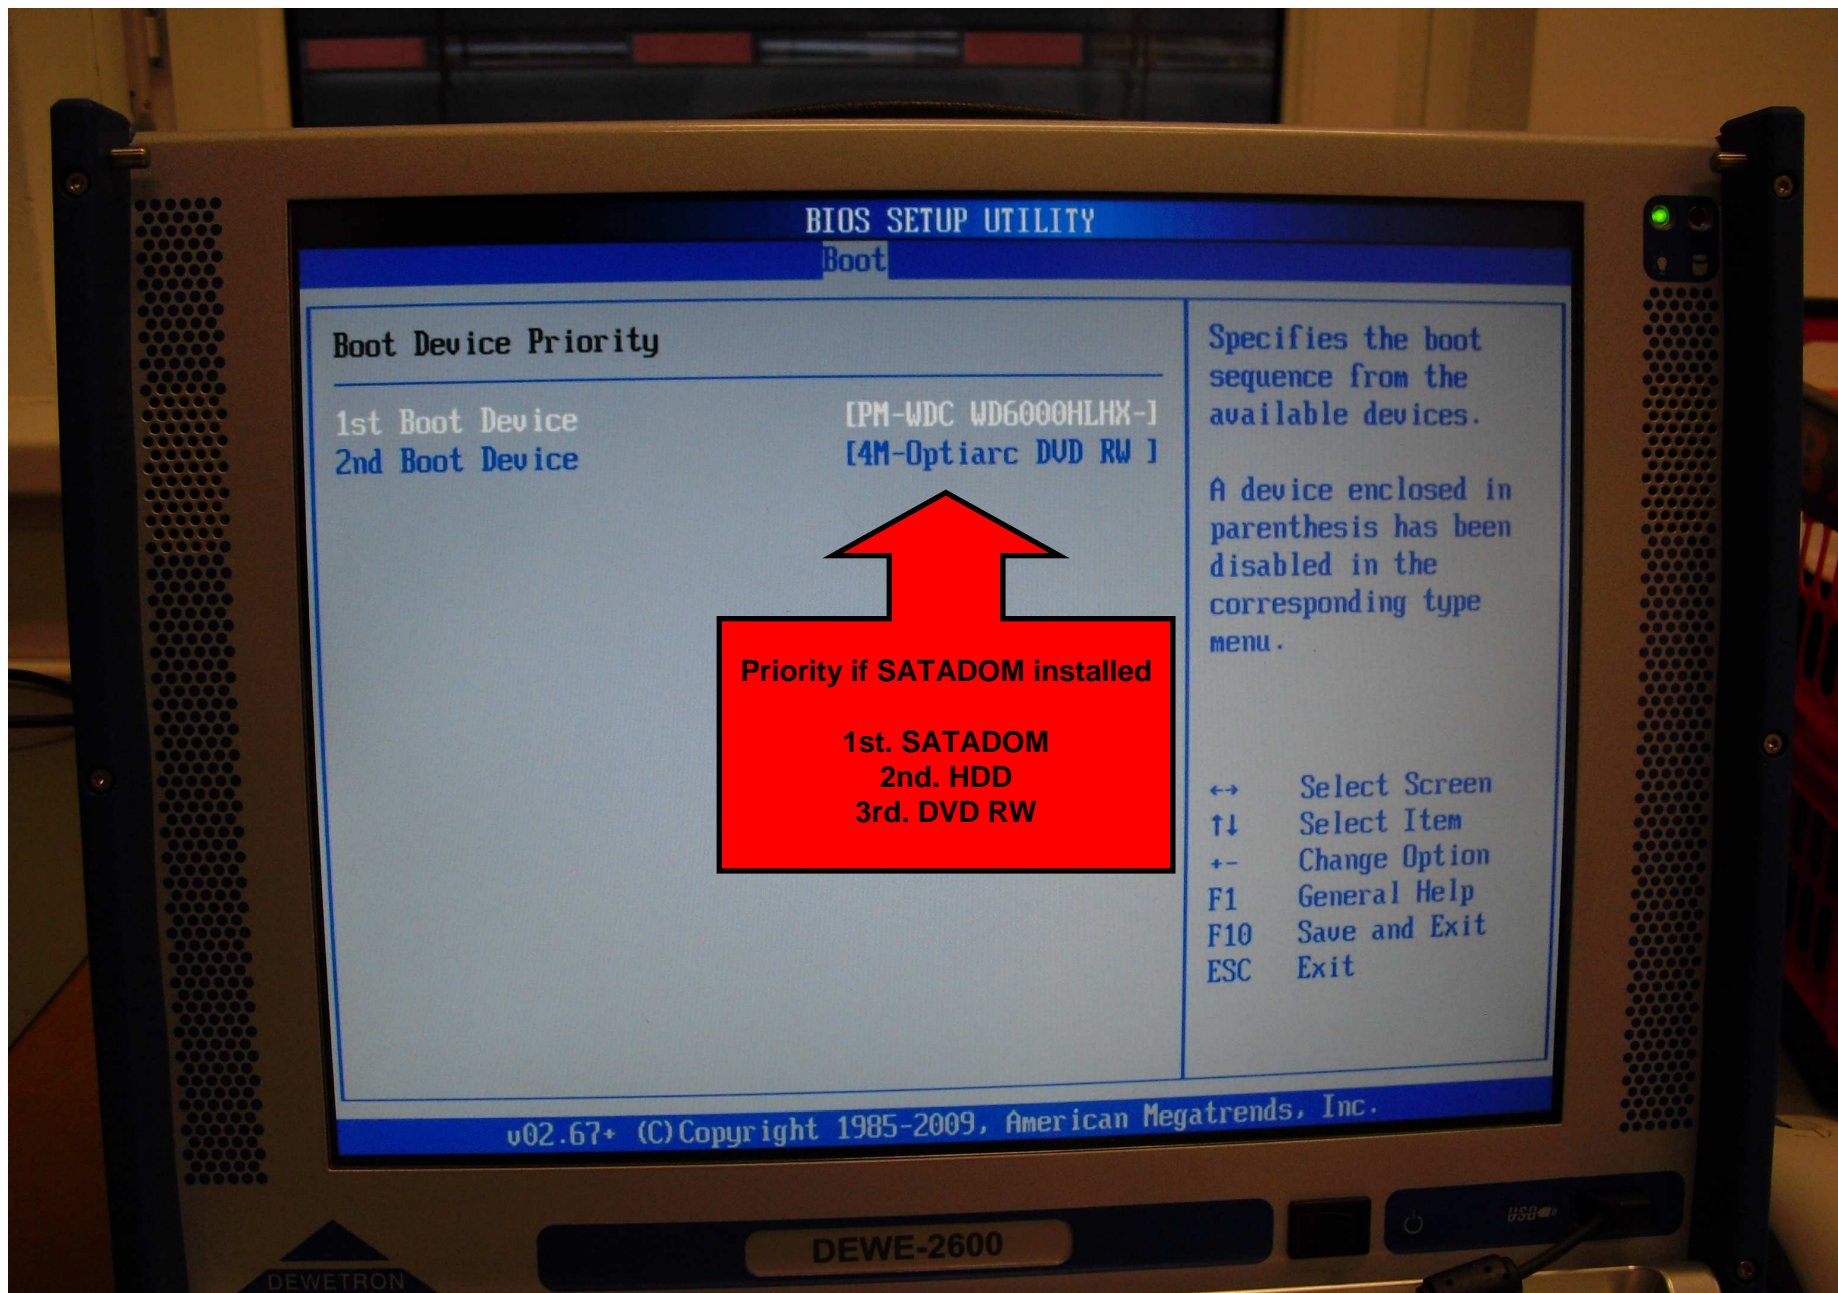 BIOS SETUP UTILITY
Boot
Boot Device Priority
1st Boot Device [PM-WDC WD6000HLHX-]
2nd Boot Device [4M-Optiarc DVD RW ]
Priority if SATADOM installed
1st. SATADOM
2nd. HDD
3rd. DVD RW
Specifies the boot
sequence from the
available devices.
A device enclosed in
parenthesis has been
disabled in the
corresponding type
menu.
↔ Select Screen
↑↓ Select Item
+- Change Option
F1 General Help
F10 Save and Exit
ESC Exit
v02.67+ (C)Copyright 1985-2009, American Megatrends, Inc.
USB
DEWE-2600
DEWETRON